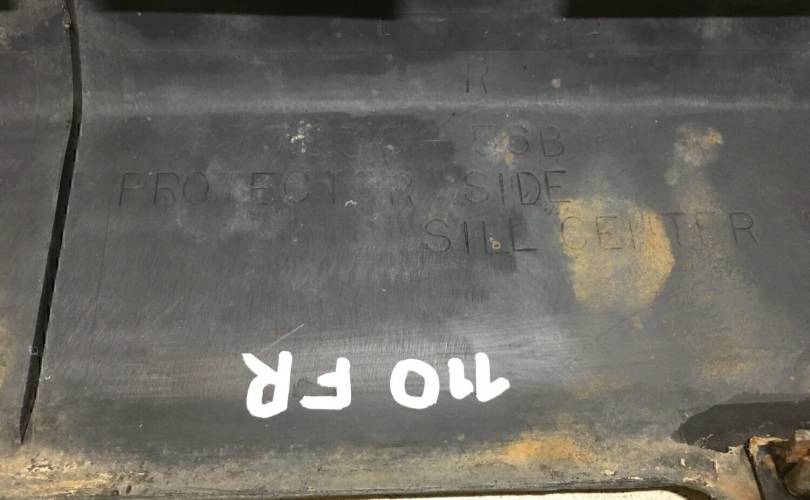 R
PROTECTOR SIDE
SILL CENTER
110 FR